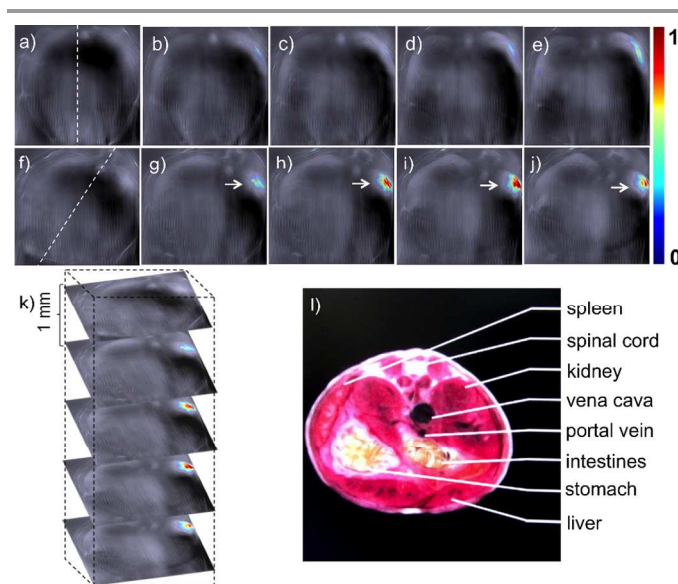 a)
b)
c)
d)
e)
1
f)
g)
h)
i)
j)
0
k)
1 mm
l)
spleen
spinal cord
kidney
vena cava
portal vein
intestines
stomach
liver